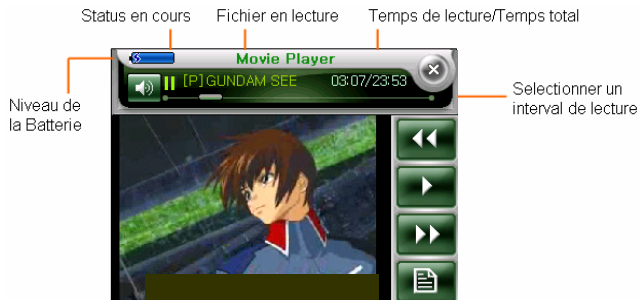 Status en cours
Fichier en lecture
Temps de lecture/Temps total
Movie Player
[P]GUNDAM SEE
03:07/23:53
Niveau de
la Batterie
Selectionner un
interval de lecture